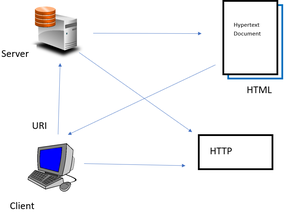 Hypertext
Document
Server
HTML
URI
HTTP
Client